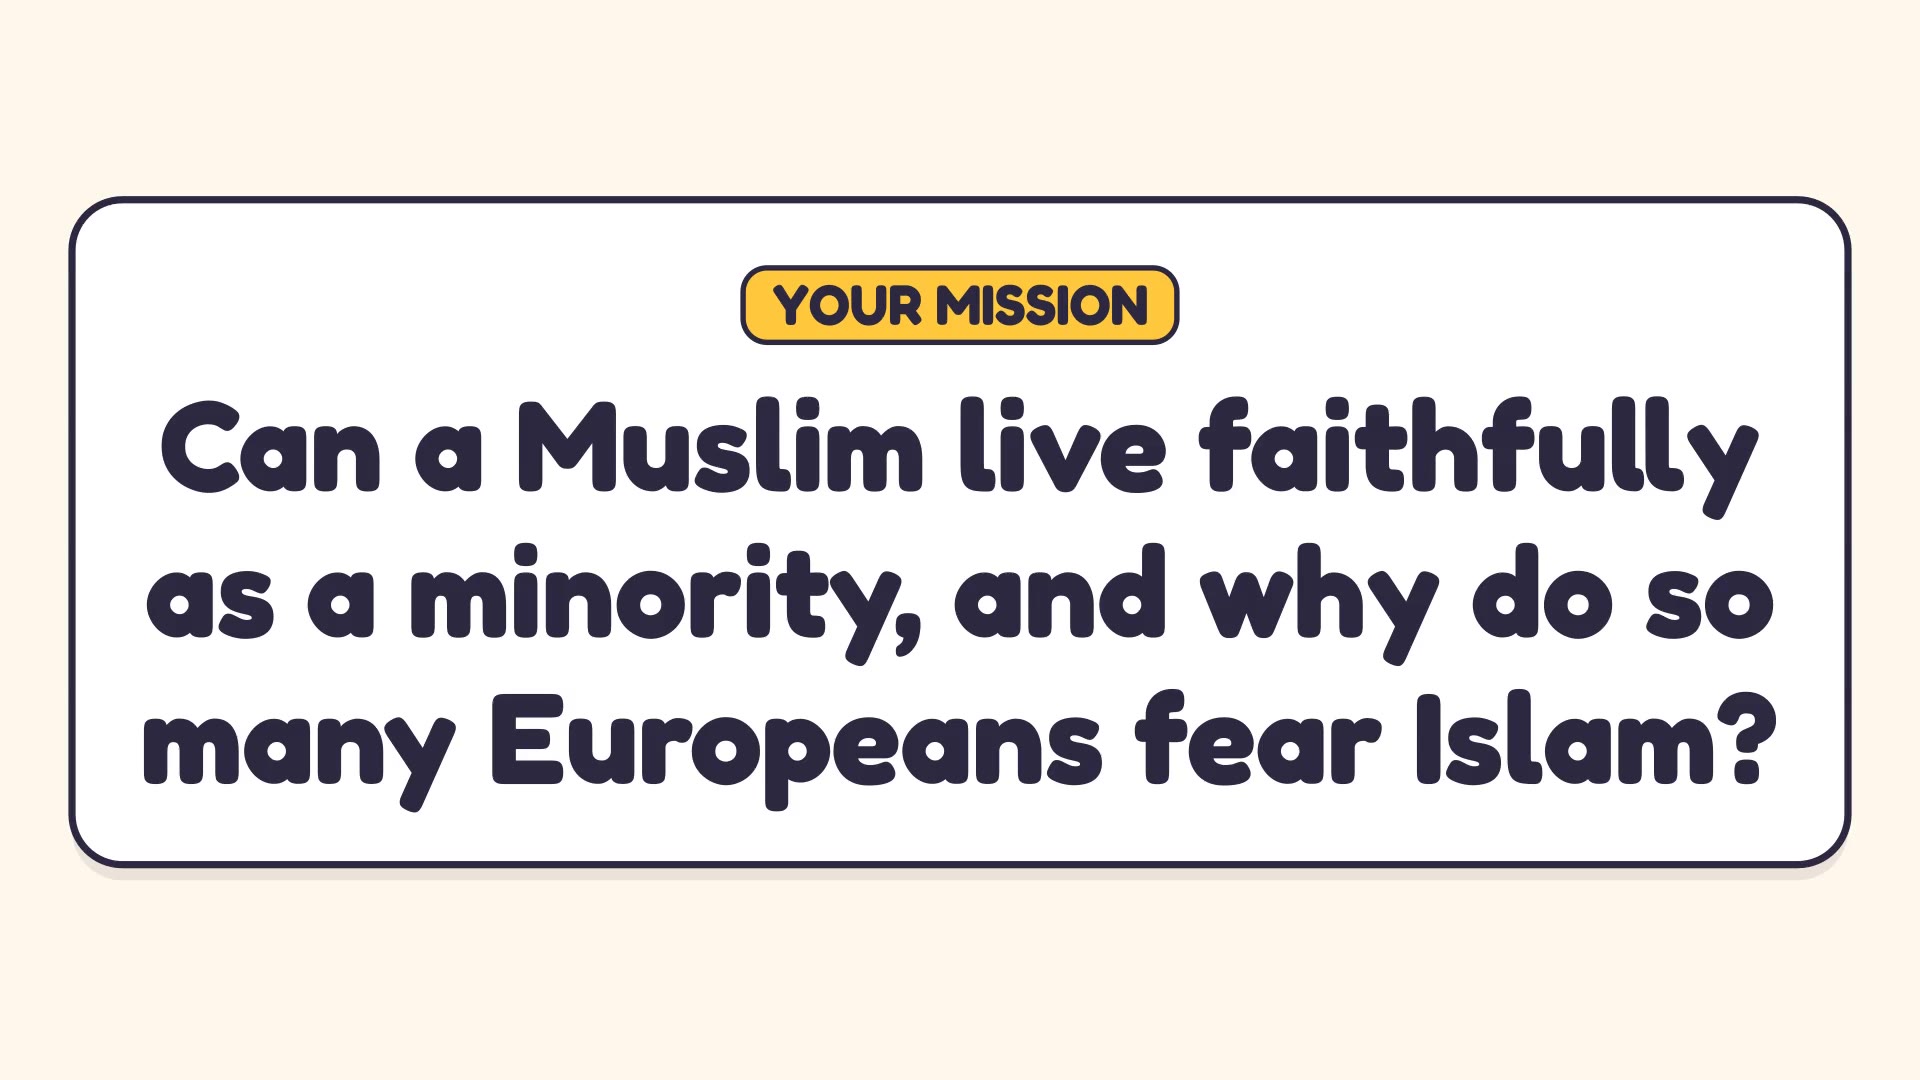 YOUR MISSION
Can a Muslim live faithfully
as a minority, and why do so
many Europeans fear Islam?